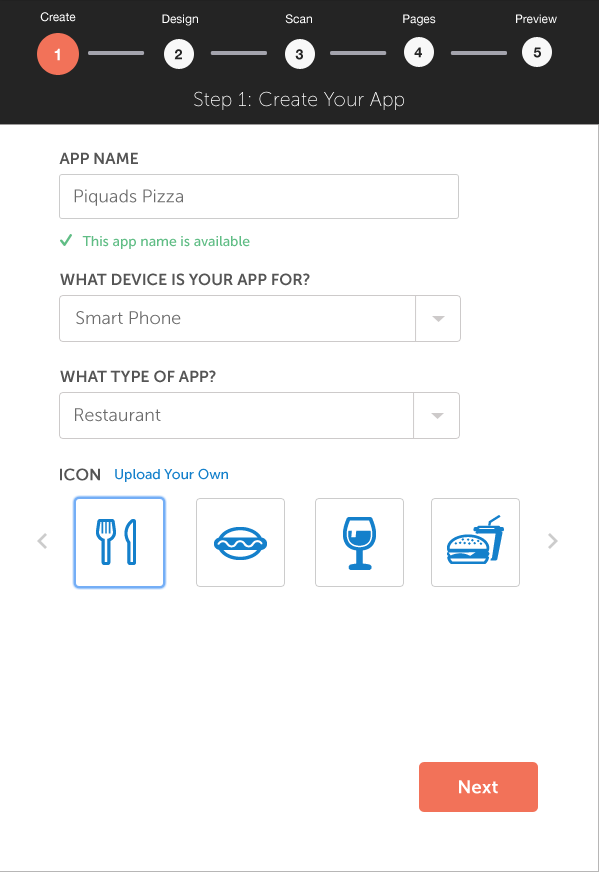 Create Design Scan Pages Preview
1 2 3 4 5
Step 1: Create Your App
APP NAME
Piquads Pizza
This app name is available
WHAT DEVICE IS YOUR APP FOR?
Smart Phone
WHAT TYPE OF APP?
Restaurant
ICON Upload Your Own
Next